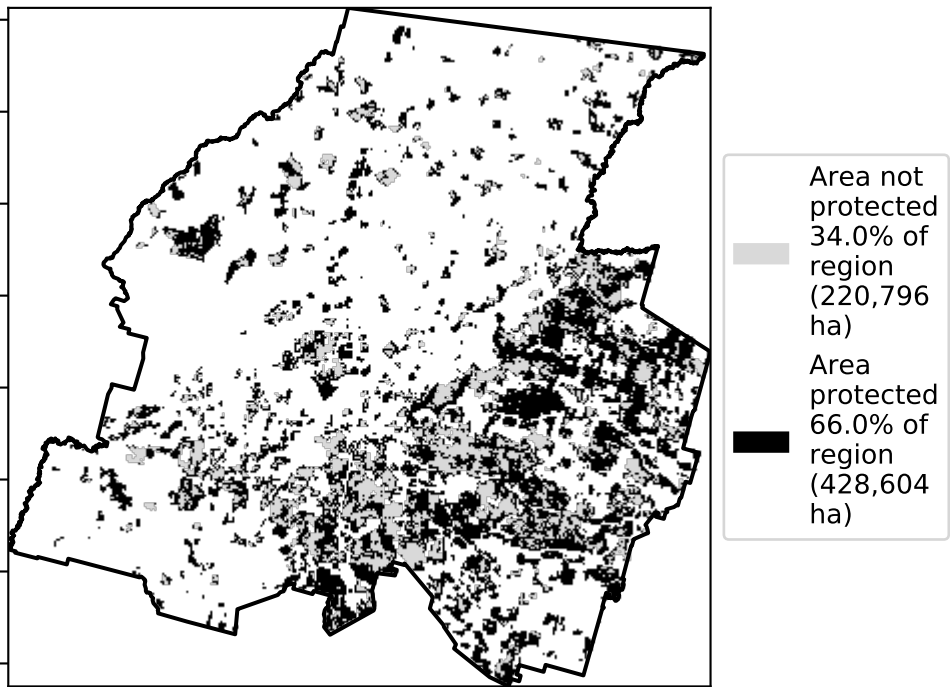 Area not
protected
34.0% of
region
(220,796
ha)
Area
protected
66.0% of
region
(428,604
ha)